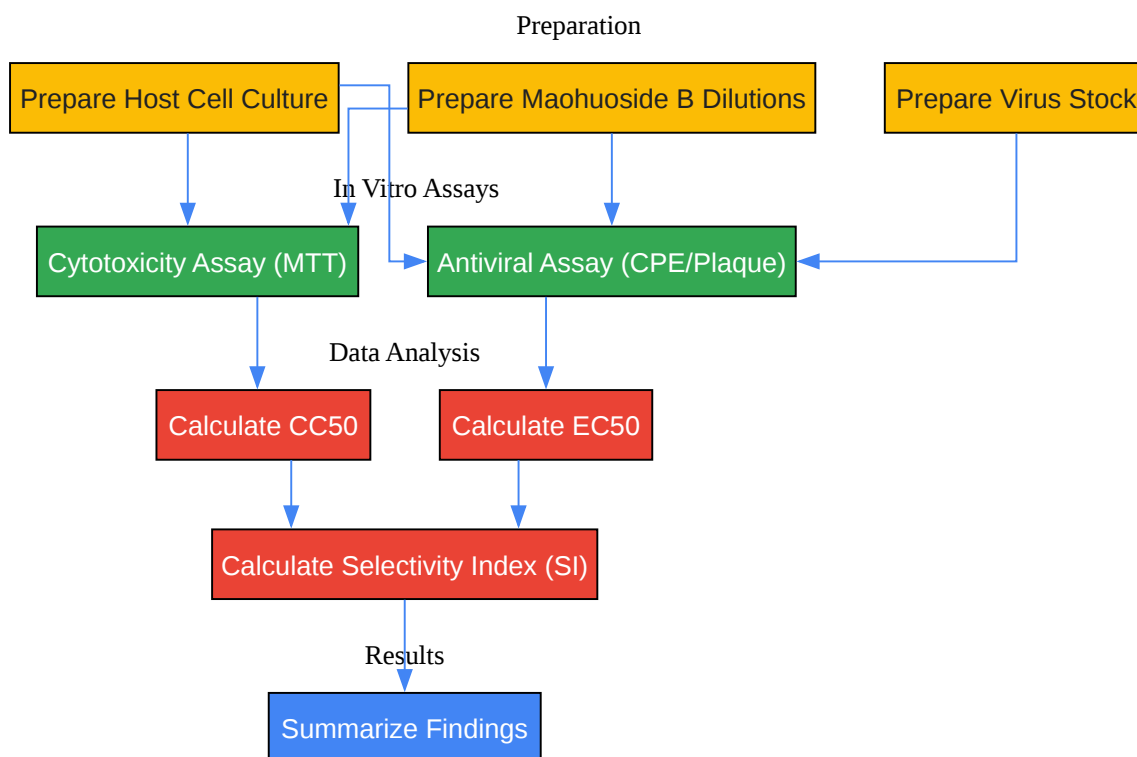 Preparation
Prepare Host Cell Culture
Prepare Maohuoside B Dilutions
Prepare Virus Stock
In Vitro Assays
Cytotoxicity Assay (MTT)
Antiviral Assay (CPE/Plaque)
Data Analysis
Calculate CC50
Calculate EC50
Calculate Selectivity Index (SI)
Results
Summarize Findings